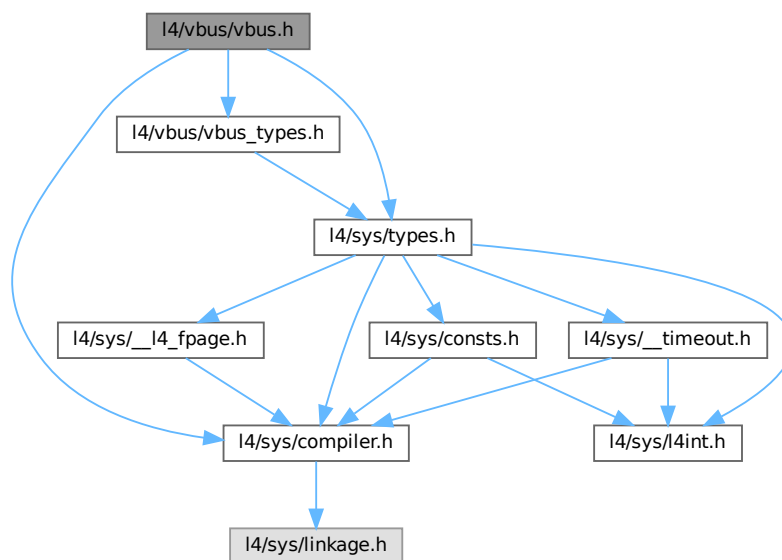 l4/vbus/vbus.h
l4/vbus/vbus_types.h
l4/sys/types.h
l4/sys/__l4_fpage.h
l4/sys/consts.h
l4/sys/__timeout.h
l4/sys/compiler.h
l4/sys/l4int.h
l4/sys/linkage.h